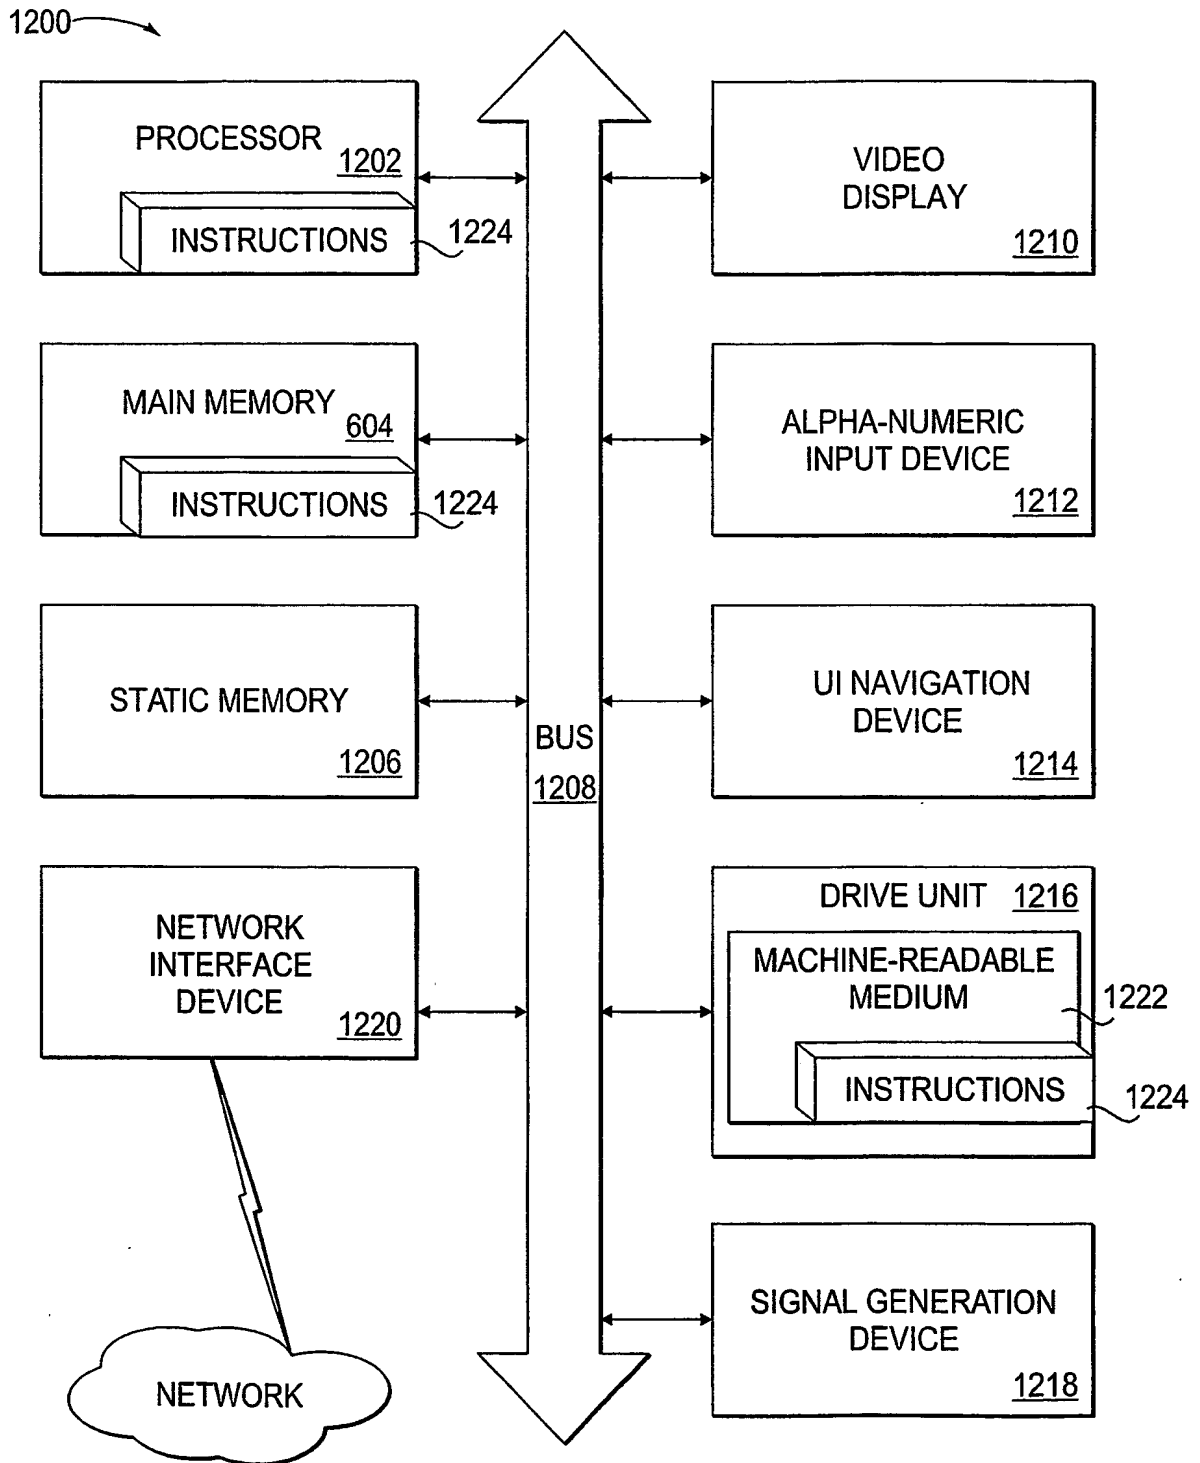 1200
PROCESSOR
1202
INSTRUCTIONS
1224
MAIN MEMORY
604
INSTRUCTIONS
1224
STATIC MEMORY
1206
NETWORK
INTERFACE
DEVICE
1220
NETWORK
BUS
1208
VIDEO
DISPLAY
1210
ALPHA-NUMERIC
INPUT DEVICE
1212
UI NAVIGATION
DEVICE
1214
DRIVE UNIT 1216
MACHINE-READABLE
MEDIUM
1222
INSTRUCTIONS
1224
SIGNAL GENERATION
DEVICE
1218